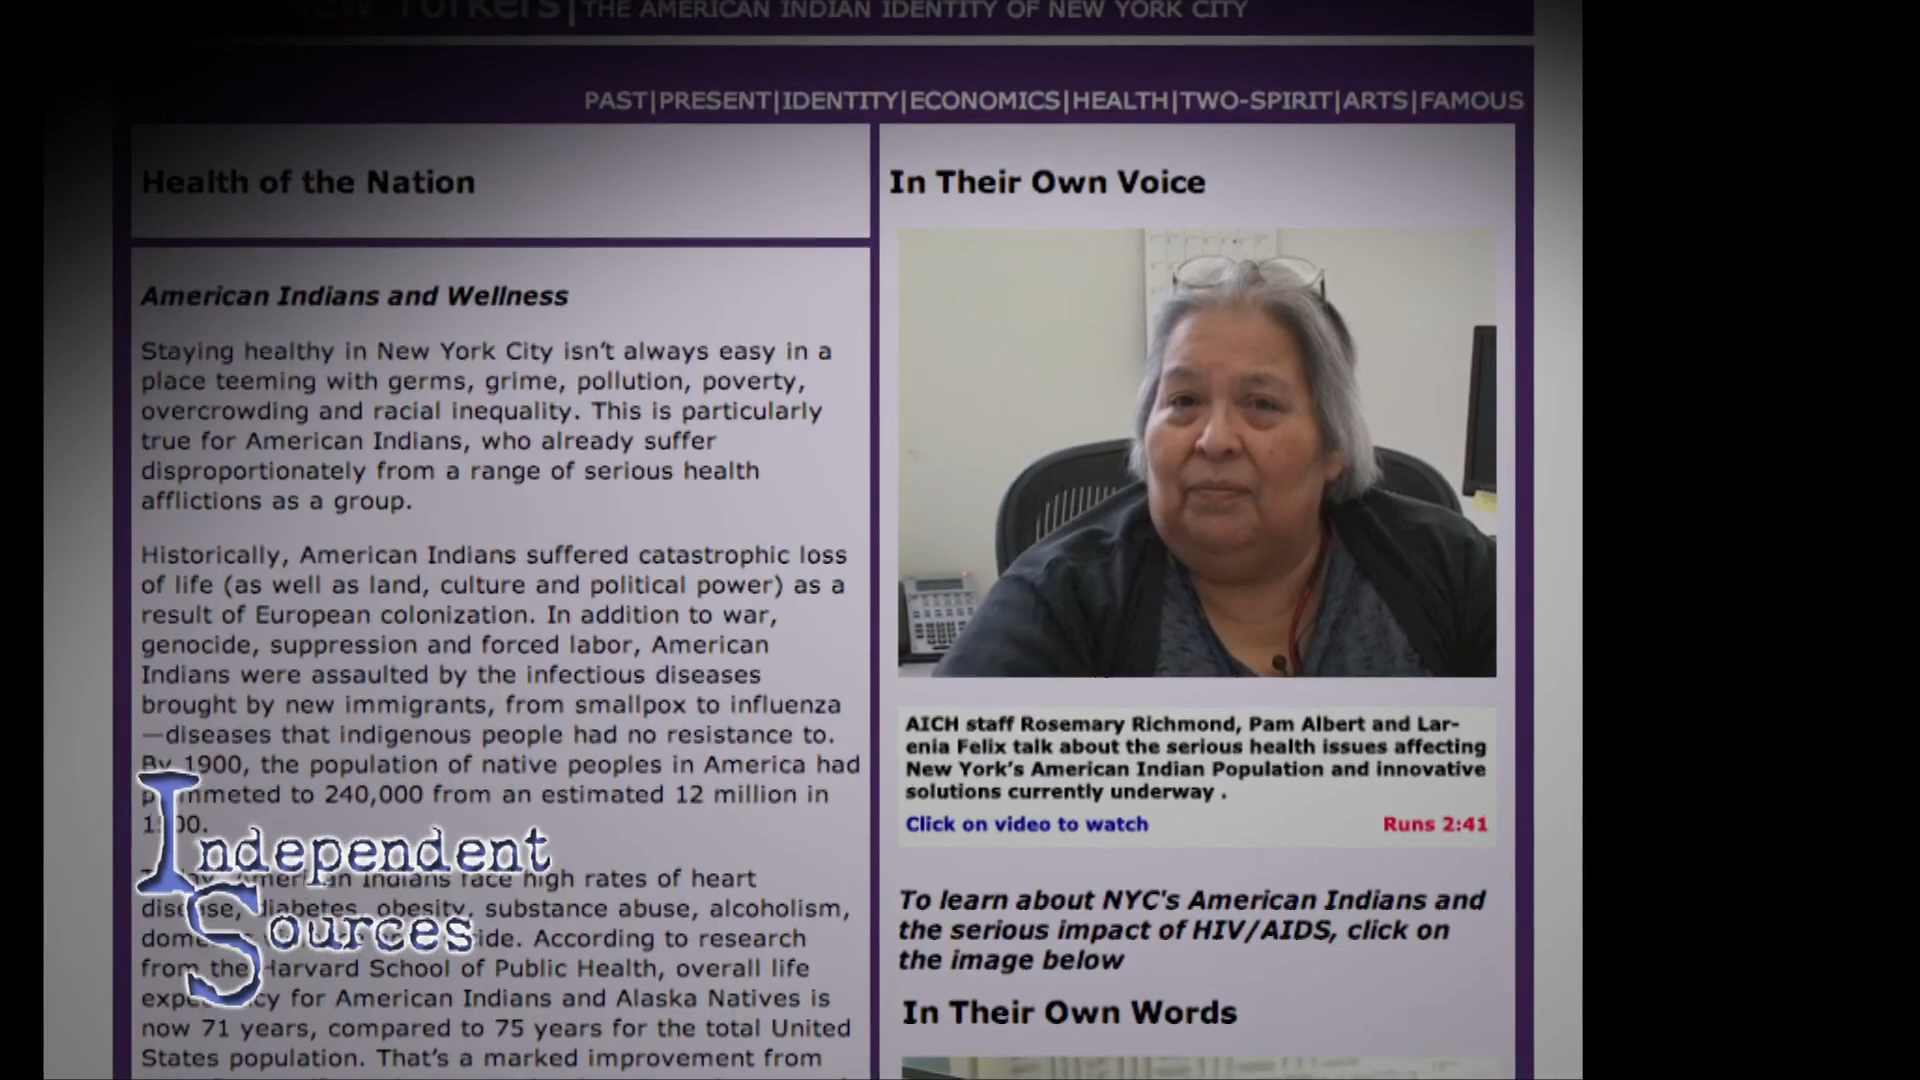 New Yorkers|THE AMERICAN INDIAN IDENTITY OF NEW YORK CITY
PAST|PRESENT|IDENTITY|ECONOMICS|HEALTH|TWO-SPIRIT|ARTS|FAMOUS
Health of the Nation
American Indians and Wellness
Staying healthy in New York City isn't always easy in a
place teeming with germs, grime, pollution, poverty,
overcrowding and racial inequality. This is particularly
true for American Indians, who already suffer
disproportionately from a range of serious health
afflictions as a group.
Historically, American Indians suffered catastrophic loss
of life (as well as land, culture and political power) as a
result of European colonization. In addition to war,
genocide, suppression and forced labor, American
Indians were assaulted by the infectious diseases
brought by new immigrants, from smallpox to influenza
—diseases that indigenous people had no resistance to.
By 1900, the population of native peoples in America had
plummeted to 240,000 from an estimated 12 million in
1500.
Today, American Indians face high rates of heart
disease, diabetes, obesity, substance abuse, alcoholism,
According to research
from the Harvard School of Public Health, overall life
expectancy for American Indians and Alaska Natives is
now 71 years, compared to 75 years for the total United
States population. That's a marked improvement from
In Their Own Voice
AICH staff Rosemary Richmond, Pam Albert and Lar-
enia Felix talk about the serious health issues affecting
New York's American Indian Population and innovative
solutions currently underway .
Click on video to watch
Runs 2:41
To learn about NYC's American Indians and
the serious impact of HIV/AIDS, click on
the image below
In Their Own Words
Independent
Sources